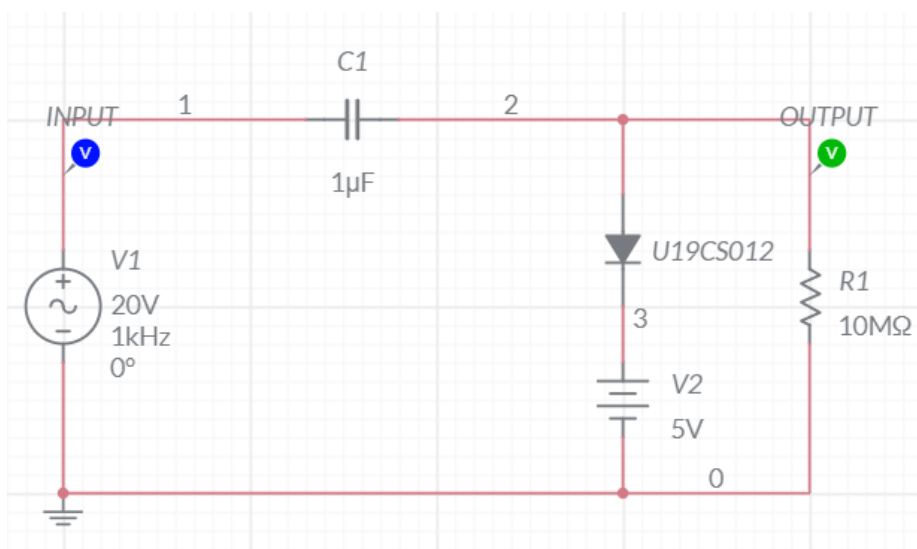 C1
INPUT
1
2
OUTPUT
V
V
1µF
V1
20V
1kHz
0°
U19CS012
R1
10MΩ
3
V2
5V
0